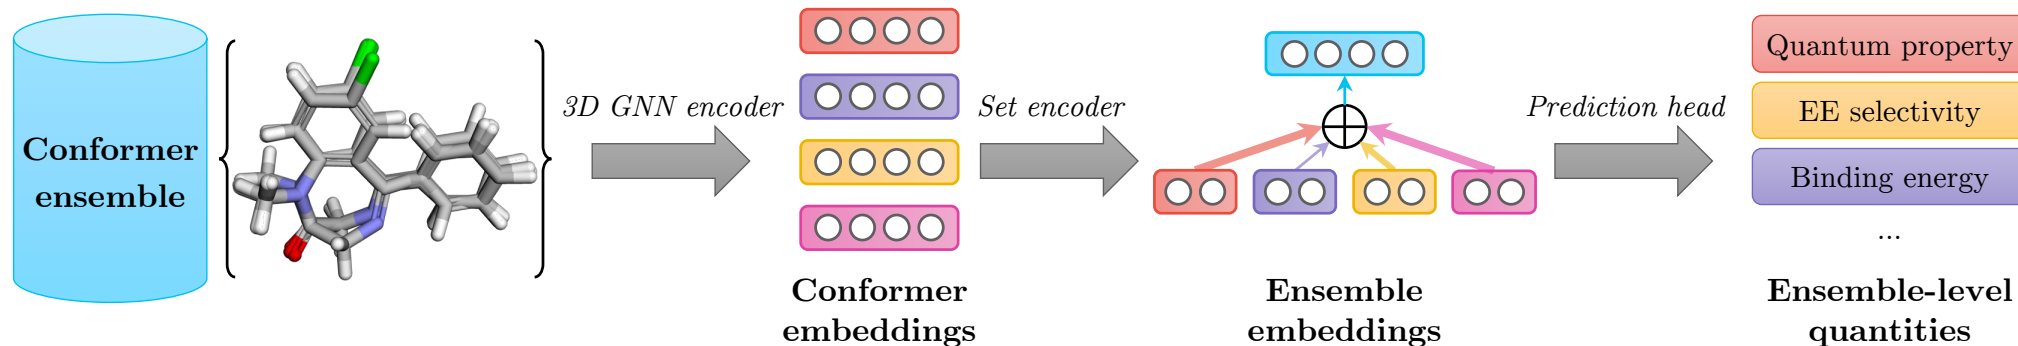 Conformer
ensemble
3D GNN encoder
Conformer
embeddings
Set encoder
Ensemble
embeddings
Prediction head
Quantum property
EE selectivity
Binding energy
...
Ensemble-level
quantities